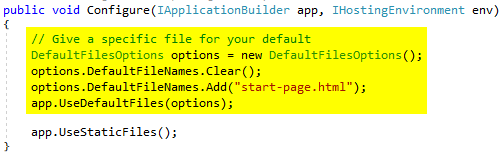 public void Configure(IApplicationBuilder app, IHostingEnvironment env)
{
// Give a specific file for your default
DefaultFilesOptions options = new DefaultFilesOptions();
options.DefaultFileNames.Clear();
options.DefaultFileNames.Add("start-page.html");
app.UseDefaultFiles(options);
app.UseStaticFiles();
}